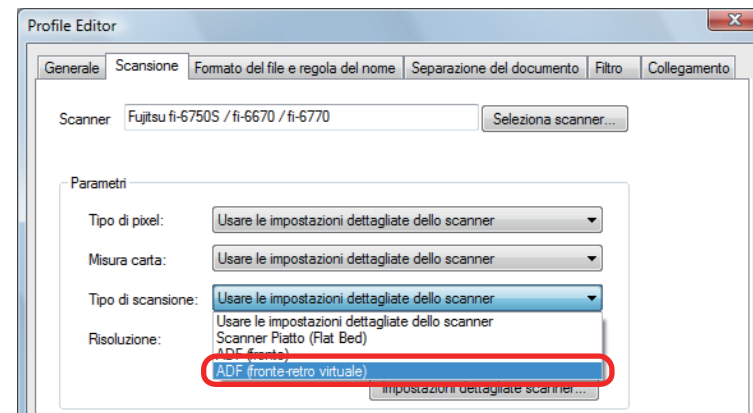 Profile Editor
Generale Scansione Formato del file e regola del nome Separazione del documento Filtro Collegamento
Scanner Fujitsu fi-6750S / fi-6670 / fi-6770 Seleziona scanner...
Parametri
Tipo di pixel: Usare le impostazioni dettagliate dello scanner
Misura carta: Usare le impostazioni dettagliate dello scanner
Tipo di scansione: Usare le impostazioni dettagliate dello scanner
Usare le impostazioni dettagliate dello scanner
Risoluzione: Scanner Piatto (Flat Bed)
ADF (fronte)
ADF (fronte-retro virtuale)
Impostazioni dettagliate scanner...